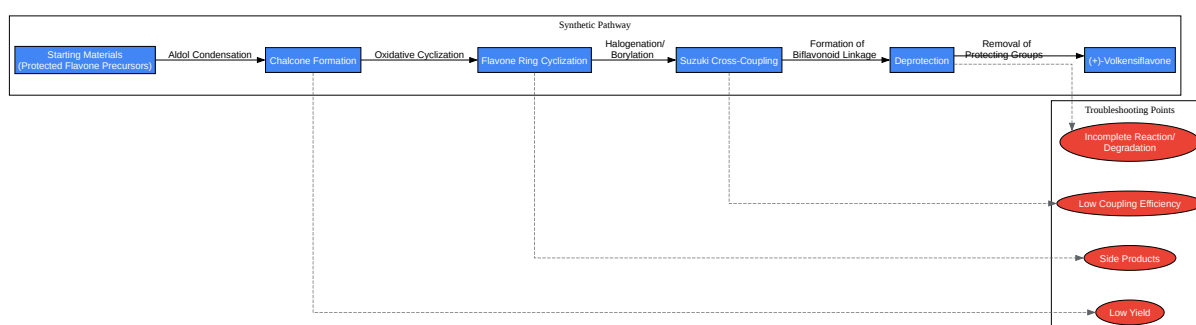 Synthetic Pathway
Starting Materials
(Protected Flavone Precursors)
Aldol Condensation
Chalcone Formation
Oxidative Cyclization
Flavone Ring Cyclization
Halogenation/
Borylation
Suzuki Cross-Coupling
Formation of
Biflavonoid Linkage
Deprotection
Removal of
Protecting Groups
(+)-Volkensiflavone
Troubleshooting Points
Incomplete Reaction/
Degradation
Low Coupling Efficiency
Side Products
Low Yield